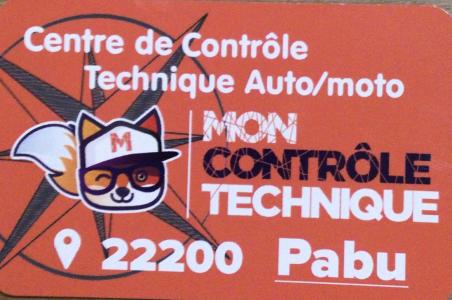 Centre de Contrôle
Technique Auto/moto
M
MON
CONTRÔLE
TECHNIQUE
22200 Pabu